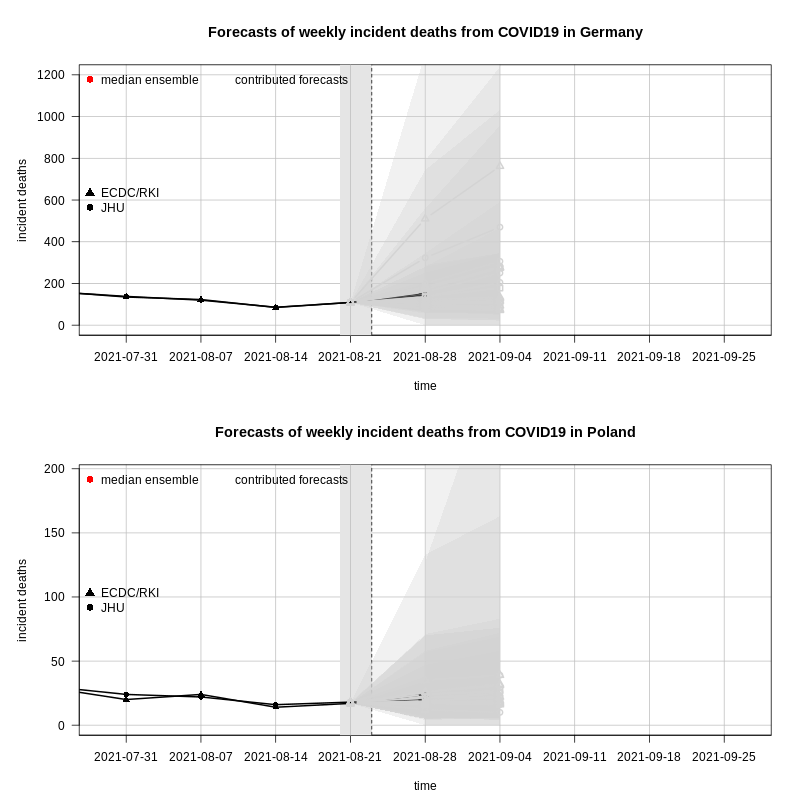 Forecasts of weekly incident deaths from COVID19 in Germany
median ensemble contributed forecasts
ECDC/RKI
JHU
incident deaths
1200
1000
800
600
400
200
0
2021-07-31 2021-08-07 2021-08-14 2021-08-21 2021-08-28 2021-09-04 2021-09-11 2021-09-18 2021-09-25
time
Forecasts of weekly incident deaths from COVID19 in Poland
median ensemble contributed forecasts
ECDC/RKI
JHU
incident deaths
200
150
100
50
0
2021-07-31 2021-08-07 2021-08-14 2021-08-21 2021-08-28 2021-09-04 2021-09-11 2021-09-18 2021-09-25
time